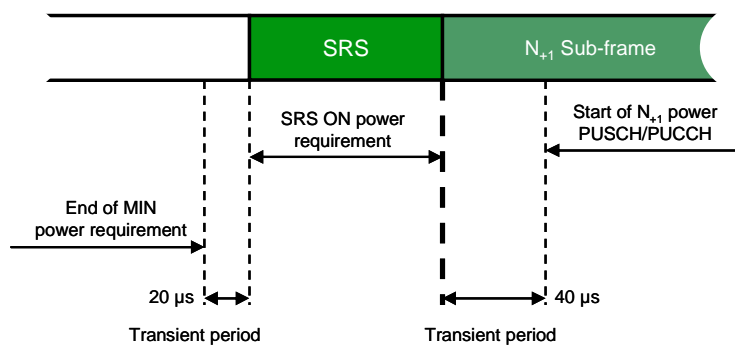 SRS
N+1 Sub-frame
SRS ON power
requirement
Start of N+1 power
PUSCH/PUCCH
End of MIN
power requirement
20 µs
40 µs
Transient period
Transient period